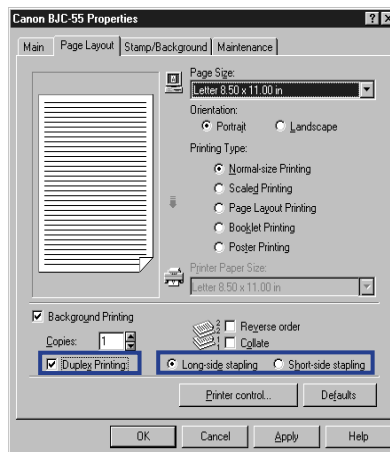 Canon BJC-55 Properties
Main Page Layout Stamp/Background Maintenance
Page Size:
Letter 8.50 x 11.00 in
Orientation:
Portrait Landscape
Printing Type:
Normal-size Printing
Scaled Printing
Page Layout Printing
Booklet Printing
Poster Printing
Printer Paper Size:
Letter 8.50 x 11.00 in
Background Printing
Copies: 1
Reverse order
Collate
Duplex Printing:
Long-side stapling Short-side stapling
Printer control... Defaults
OK Cancel Apply Help